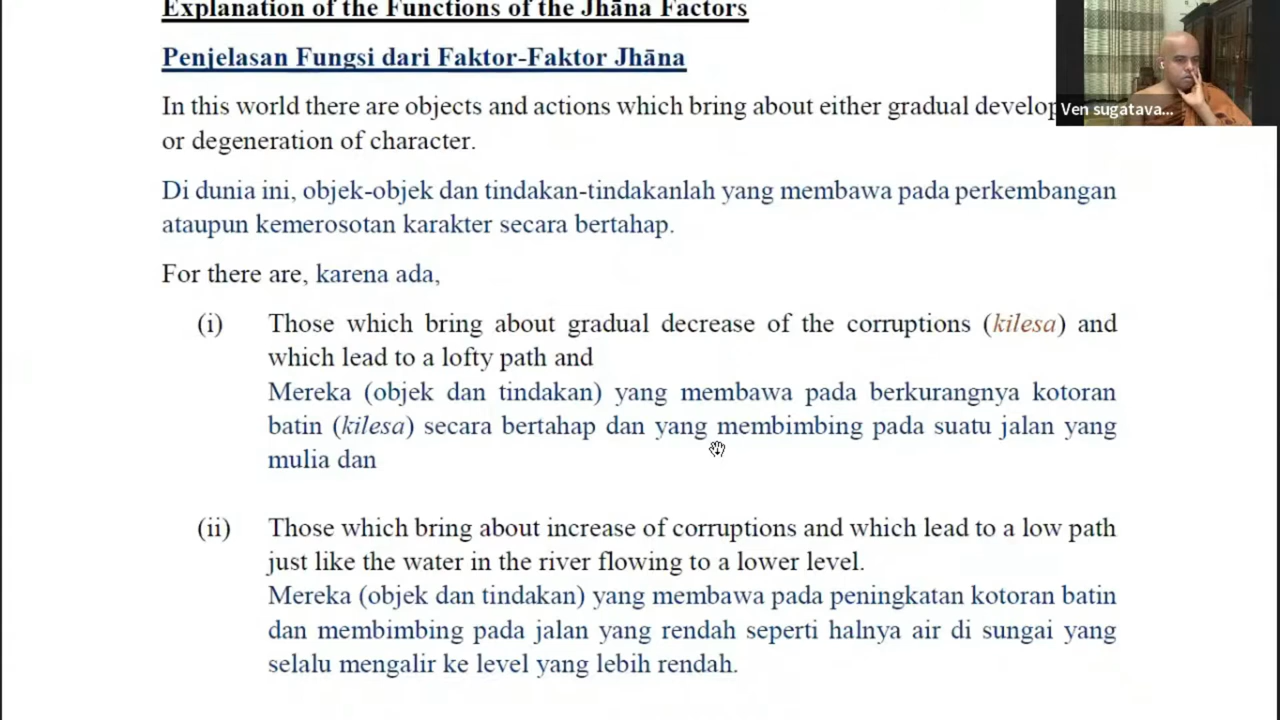 Explanation of the Functions of the Jhāna Factors
Penjelasan Fungsi dari Faktor-Faktor Jhāna
In this world there are objects and actions which bring about either gradual develop
or degeneration of character.
Di dunia ini, objek-objek dan tindakan-tindakanlah yang membawa pada perkembangan
ataupun kemerosotan karakter secara bertahap.
For there are, karena ada,
(i) Those which bring about gradual decrease of the corruptions (kilesa) and
which lead to a lofty path and
Mereka (objek dan tindakan) yang membawa pada berkurangnya kotoran
batin (kilesa) secara bertahap dan yang membimbing pada suatu jalan yang
mulia dan
(ii) Those which bring about increase of corruptions and which lead to a low path
just like the water in the river flowing to a lower level.
Mereka (objek dan tindakan) yang membawa pada peningkatan kotoran batin
dan membimbing pada jalan yang rendah seperti halnya air di sungai yang
selalu mengalir ke level yang lebih rendah.
Ven sugatava...